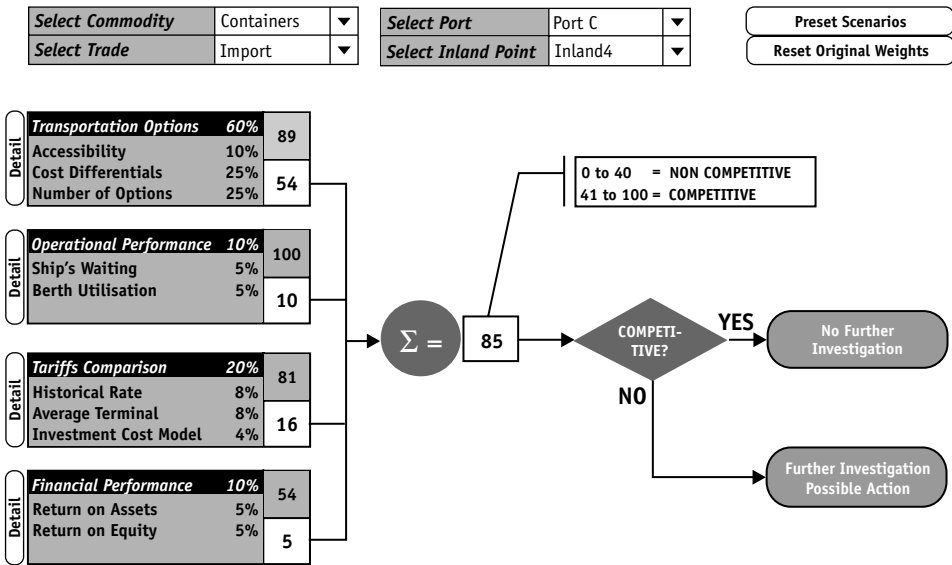 Select Commodity Containers
Select Trade Import
Select Port Port C
Select Inland Point Inland4
Preset Scenarios
Reset Original Weights
Detail
Transportation Options 60% 89
Accessibility 10%
Cost Differentials 25% 54
Number of Options 25%
0 to 40 = NON COMPETITIVE
41 to 100 = COMPETITIVE
Detail
Operational Performance 10% 100
Ship's Waiting 5%
Berth Utilisation 5% 10
Σ = 85
COMPETI-
TIVE?
YES
No Further
Investigation
NO
Detail
Tariffs Comparison 20% 81
Historical Rate 8%
Average Terminal 8% 16
Investment Cost Model 4%
Further Investigation
Possible Action
Detail
Financial Performance 10% 54
Return on Assets 5%
Return on Equity 5% 5